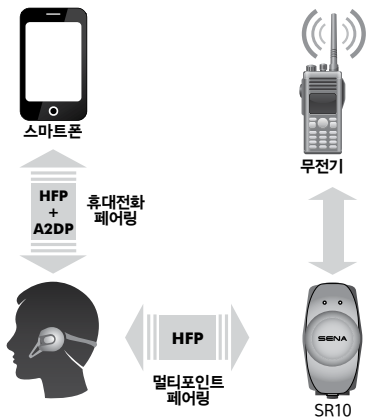 스마트폰
무전기
HFP
+
A2DP
휴대전화
페어링
HFP
멀티포인트
페어링
SENA
SR10